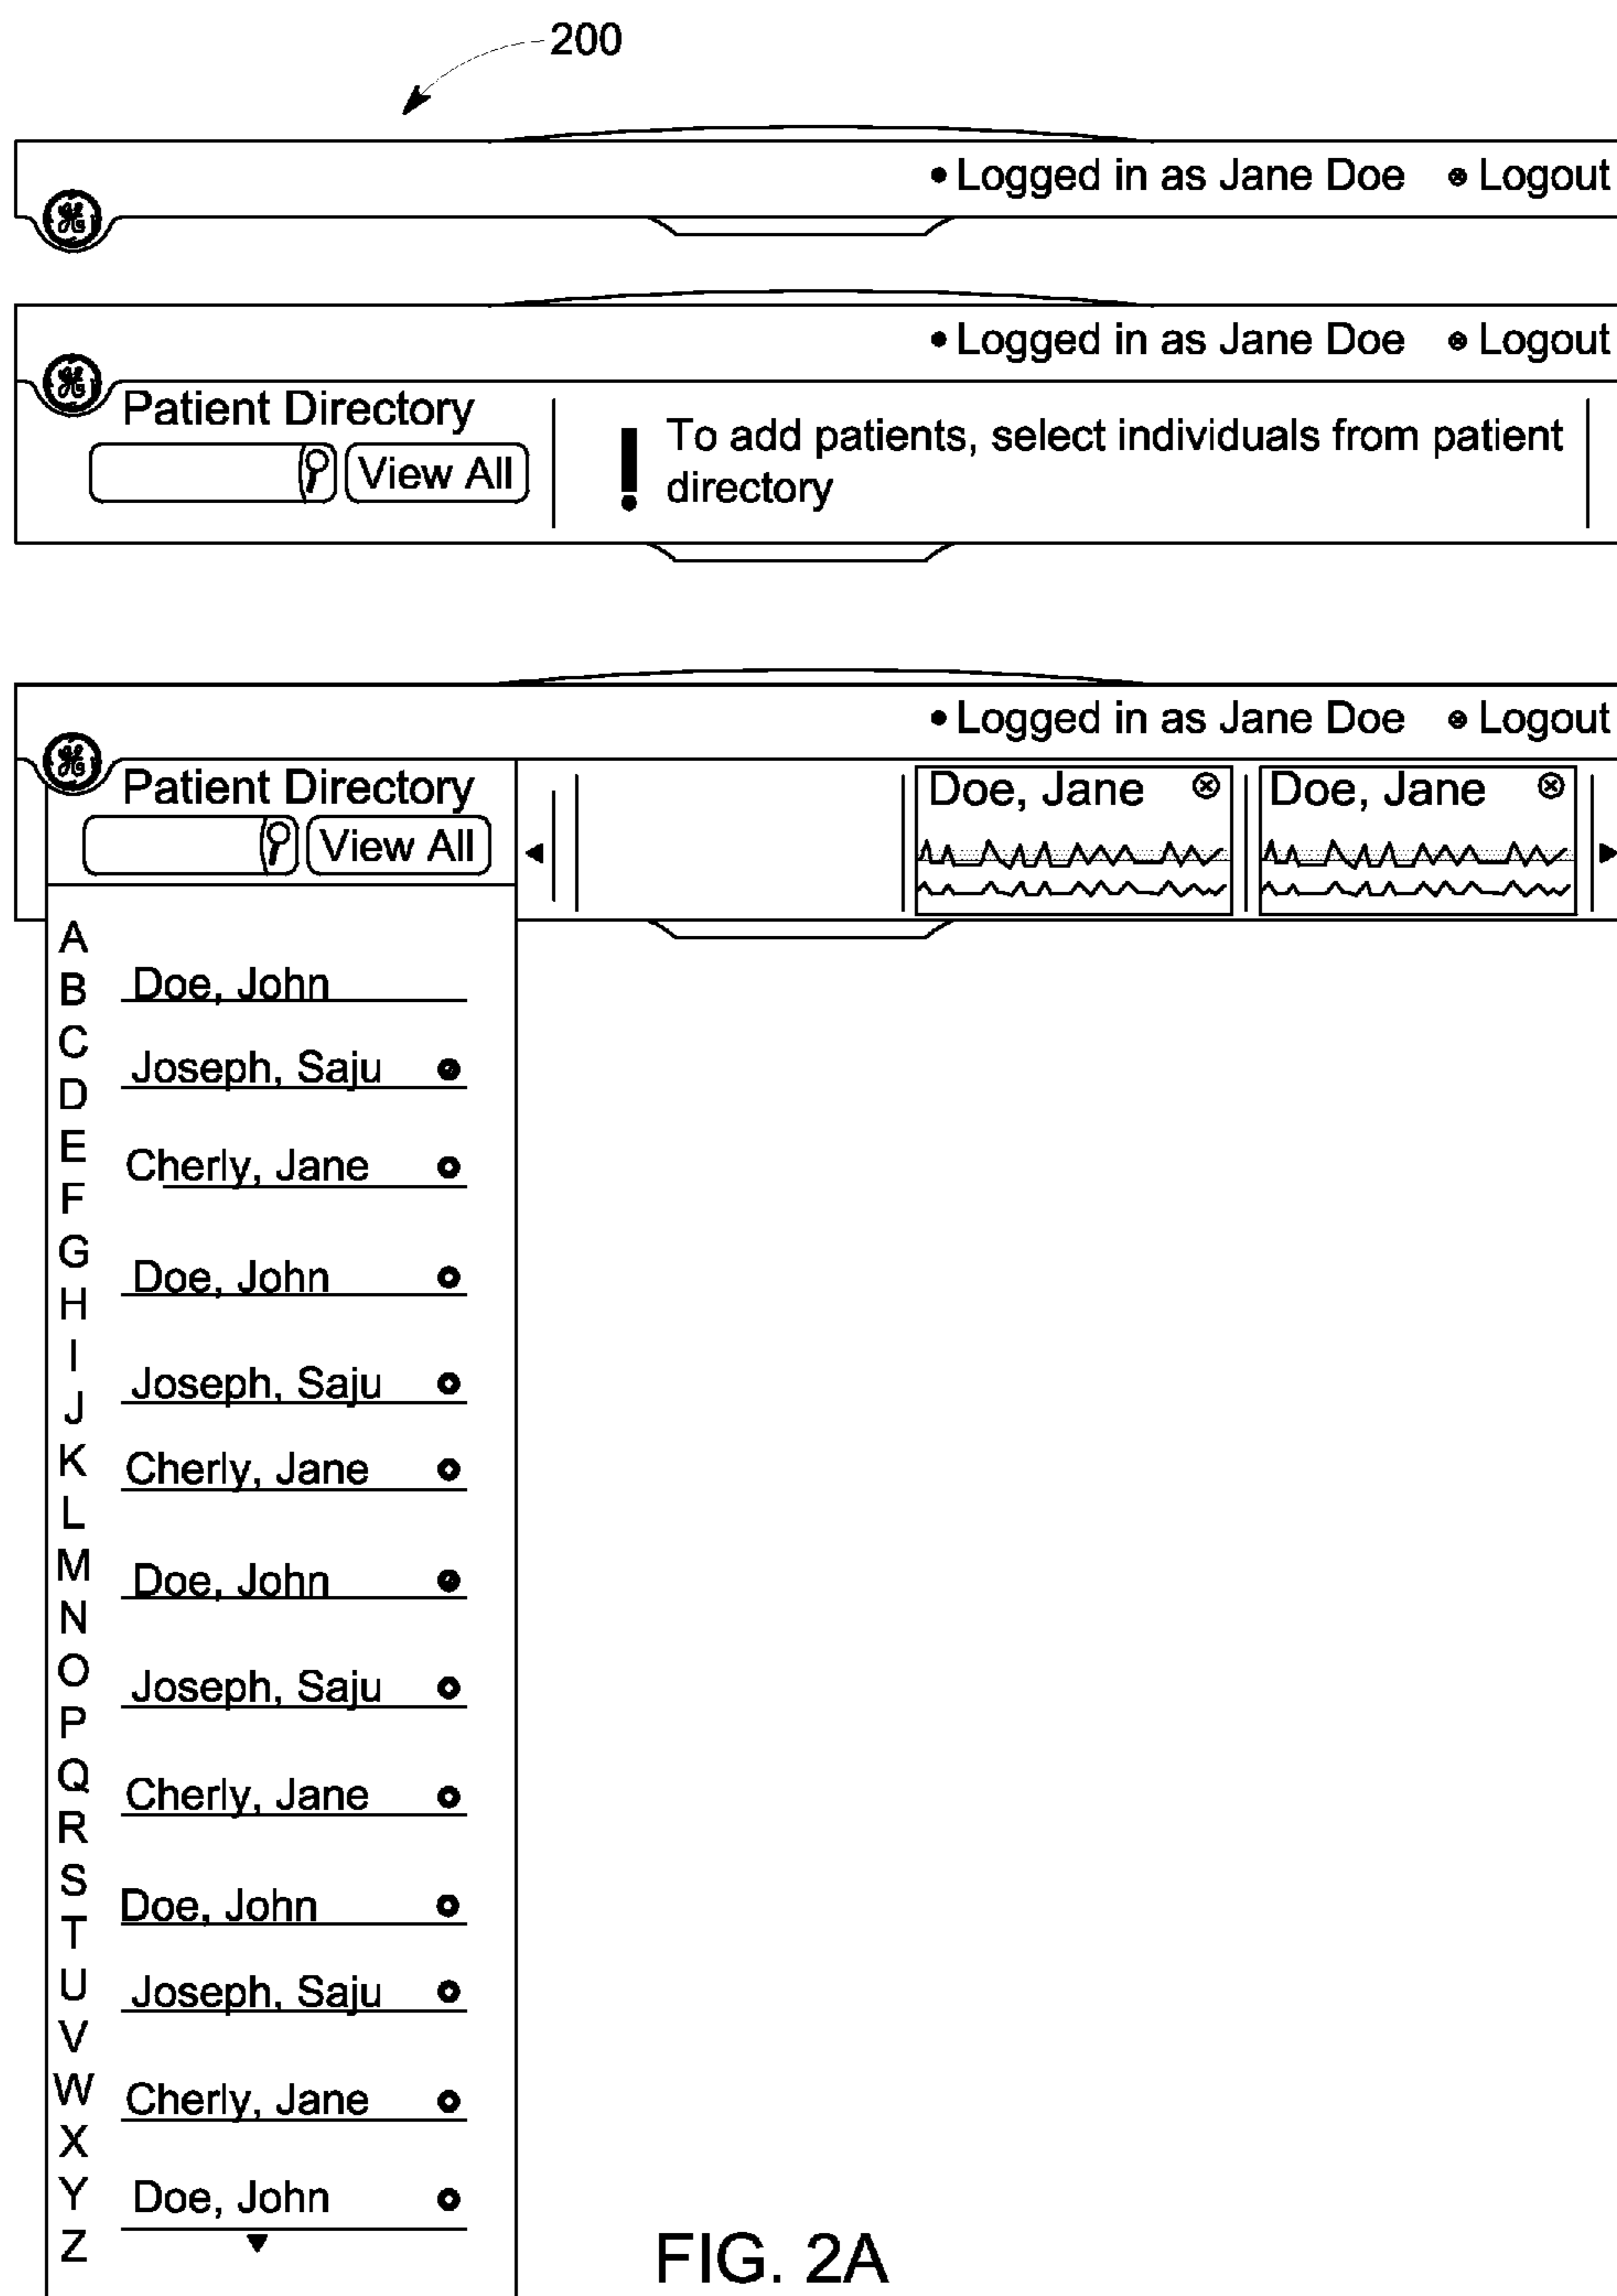 200
• Logged in as Jane Doe ⊗ Logout
• Logged in as Jane Doe ⊗ Logout
Patient Directory
View All
! To add patients, select individuals from patient
directory
• Logged in as Jane Doe ⊗ Logout
Patient Directory
View All
Doe, Jane
Doe, Jane
A
B
C
D
E
F
G
H
I
J
K
L
M
N
O
P
Q
R
S
T
U
V
W
X
Y
Z
Doe, John
Joseph, Saju
Cherly, Jane
Doe, John
Joseph, Saju
Cherly, Jane
Doe, John
Joseph, Saju
Cherly, Jane
Doe, John
Joseph, Saju
Cherly, Jane
Doe, John
FIG. 2A